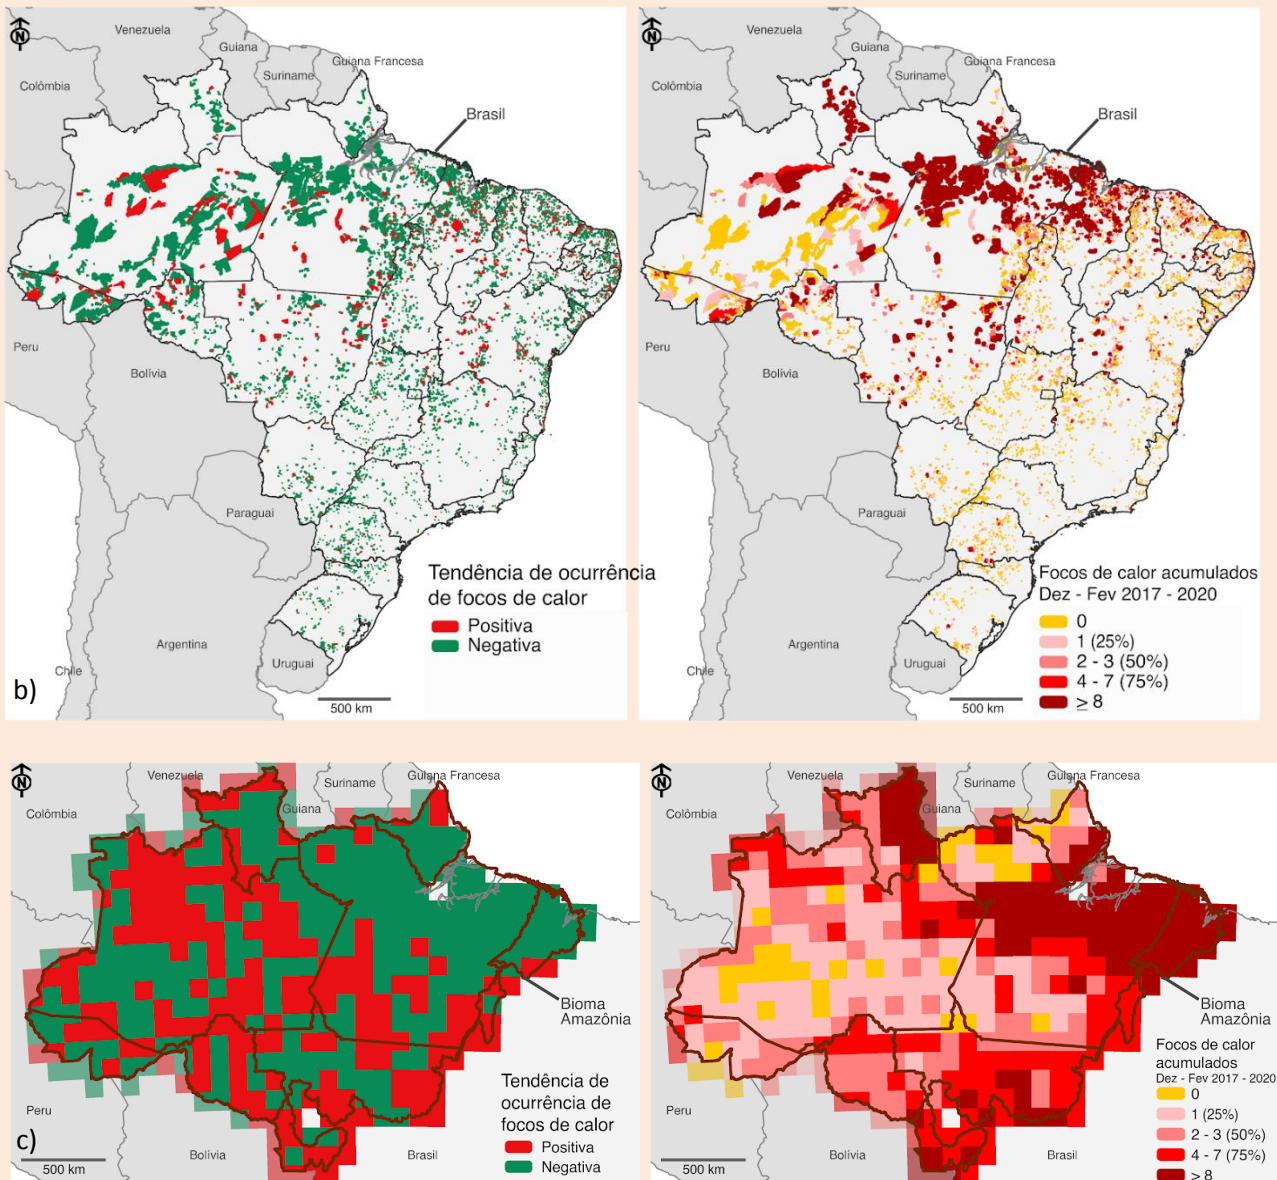 N
Venezuela
Guiana
Guiana Francesa
Suriname
Colômbia
Brasil
Peru
Bolívia
Paraguai
Tendência de ocurrência
de focos de calor
Positiva
Negativa
Argentina
Uruguai
Chile
b)
500 km
N
Venezuela
Guiana
Guiana Francesa
Suriname
Colômbia
Brasil
Peru
Bolívia
Paraguai
Focos de calor acumulados
Dez - Fev 2017 - 2020
0
1 (25%)
2 - 3 (50%)
4 - 7 (75%)
≥ 8
Argentina
Uruguai
Chile
500 km
N
Venezuela
Suriname
Guiana Francesa
Guiana
Colômbia
Bioma
Amazônia
Tendência de
ocurrência de
focos de calor
Positiva
Negativa
Peru
c)
Bolívia
Brasil
500 km
N
Venezuela
Suriname
Guiana Francesa
Guiana
Colômbia
Bioma
Amazônia
Focos de calor
acumulados
Dez - Fev 2017 - 2020
0
1 (25%)
2 - 3 (50%)
4 - 7 (75%)
> 8
Peru
Bolívia
Brasil
500 km